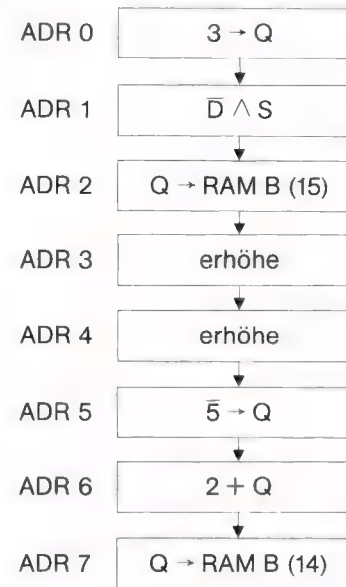 ADR 0 3 → Q
ADR 1 D̅ ∧ S
ADR 2 Q → RAM B (15)
ADR 3 erhöhe
ADR 4 erhöhe
ADR 5 5̅ → Q
ADR 6 2 + Q
ADR 7 Q → RAM B (14)